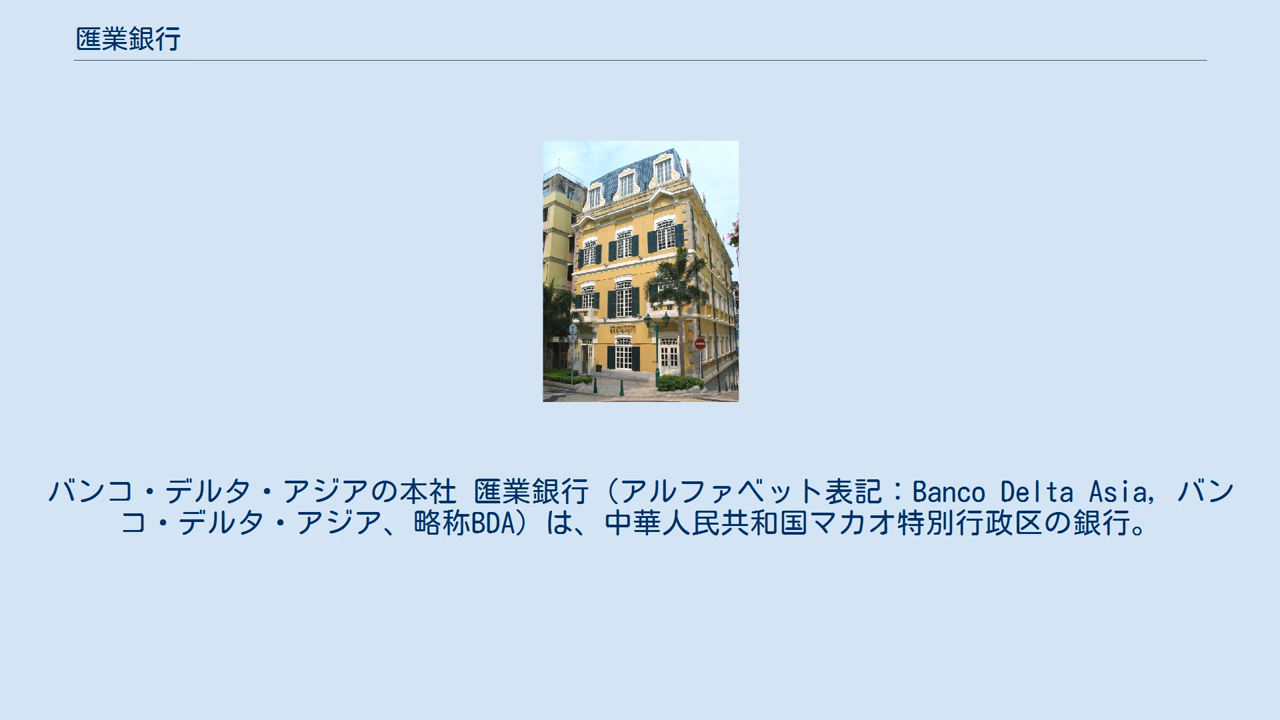 匯業銀行
バンコ・デルタ・アジアの本社 匯業銀行（アルファベット表記：Banco Delta Asia, バン
コ・デルタ・アジア、略称BDA）は、中華人民共和国マカオ特別行政区の銀行。